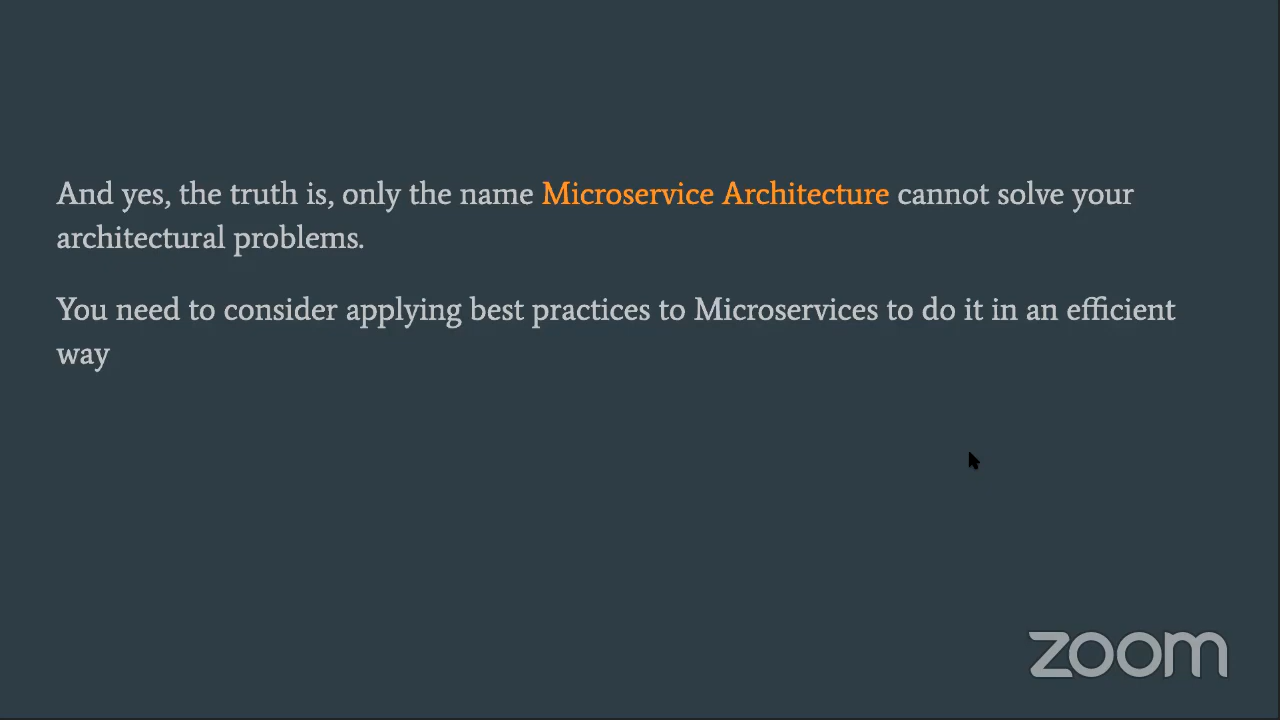 And yes, the truth is, only the name Microservice Architecture cannot solve your
architectural problems.
You need to consider applying best practices to Microservices to do it in an efficient
way
zoom